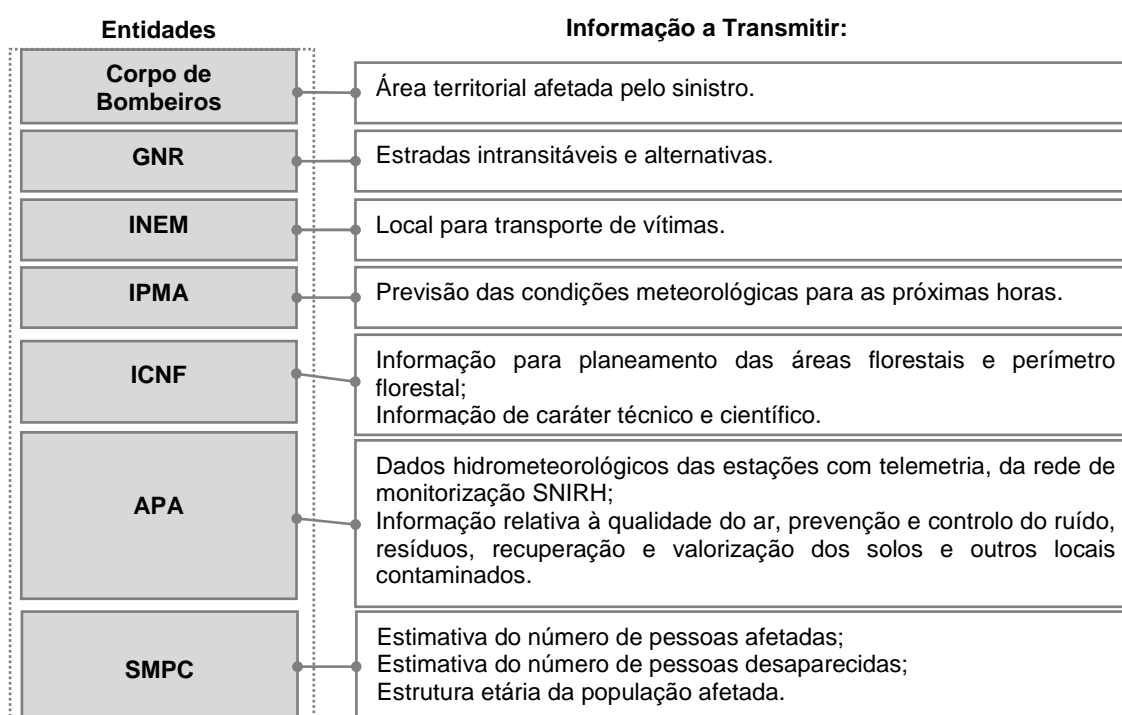 Entidades
Informação a Transmitir:
Corpo de
Bombeiros
Área territorial afetada pelo sinistro.
GNR
Estradas intransitáveis e alternativas.
INEM
Local para transporte de vítimas.
IPMA
Previsão das condições meteorológicas para as próximas horas.
ICNF
Informação para planeamento das áreas florestais e perímetro
florestal;
Informação de caráter técnico e científico.
APA
Dados hidrometeorológicos das estações com telemetria, da rede de
monitorização SNIRH;
Informação relativa à qualidade do ar, prevenção e controlo do ruído,
resíduos, recuperação e valorização dos solos e outros locais
contaminados.
SMPC
Estimativa do número de pessoas afetadas;
Estimativa do número de pessoas desaparecidas;
Estrutura etária da população afetada.